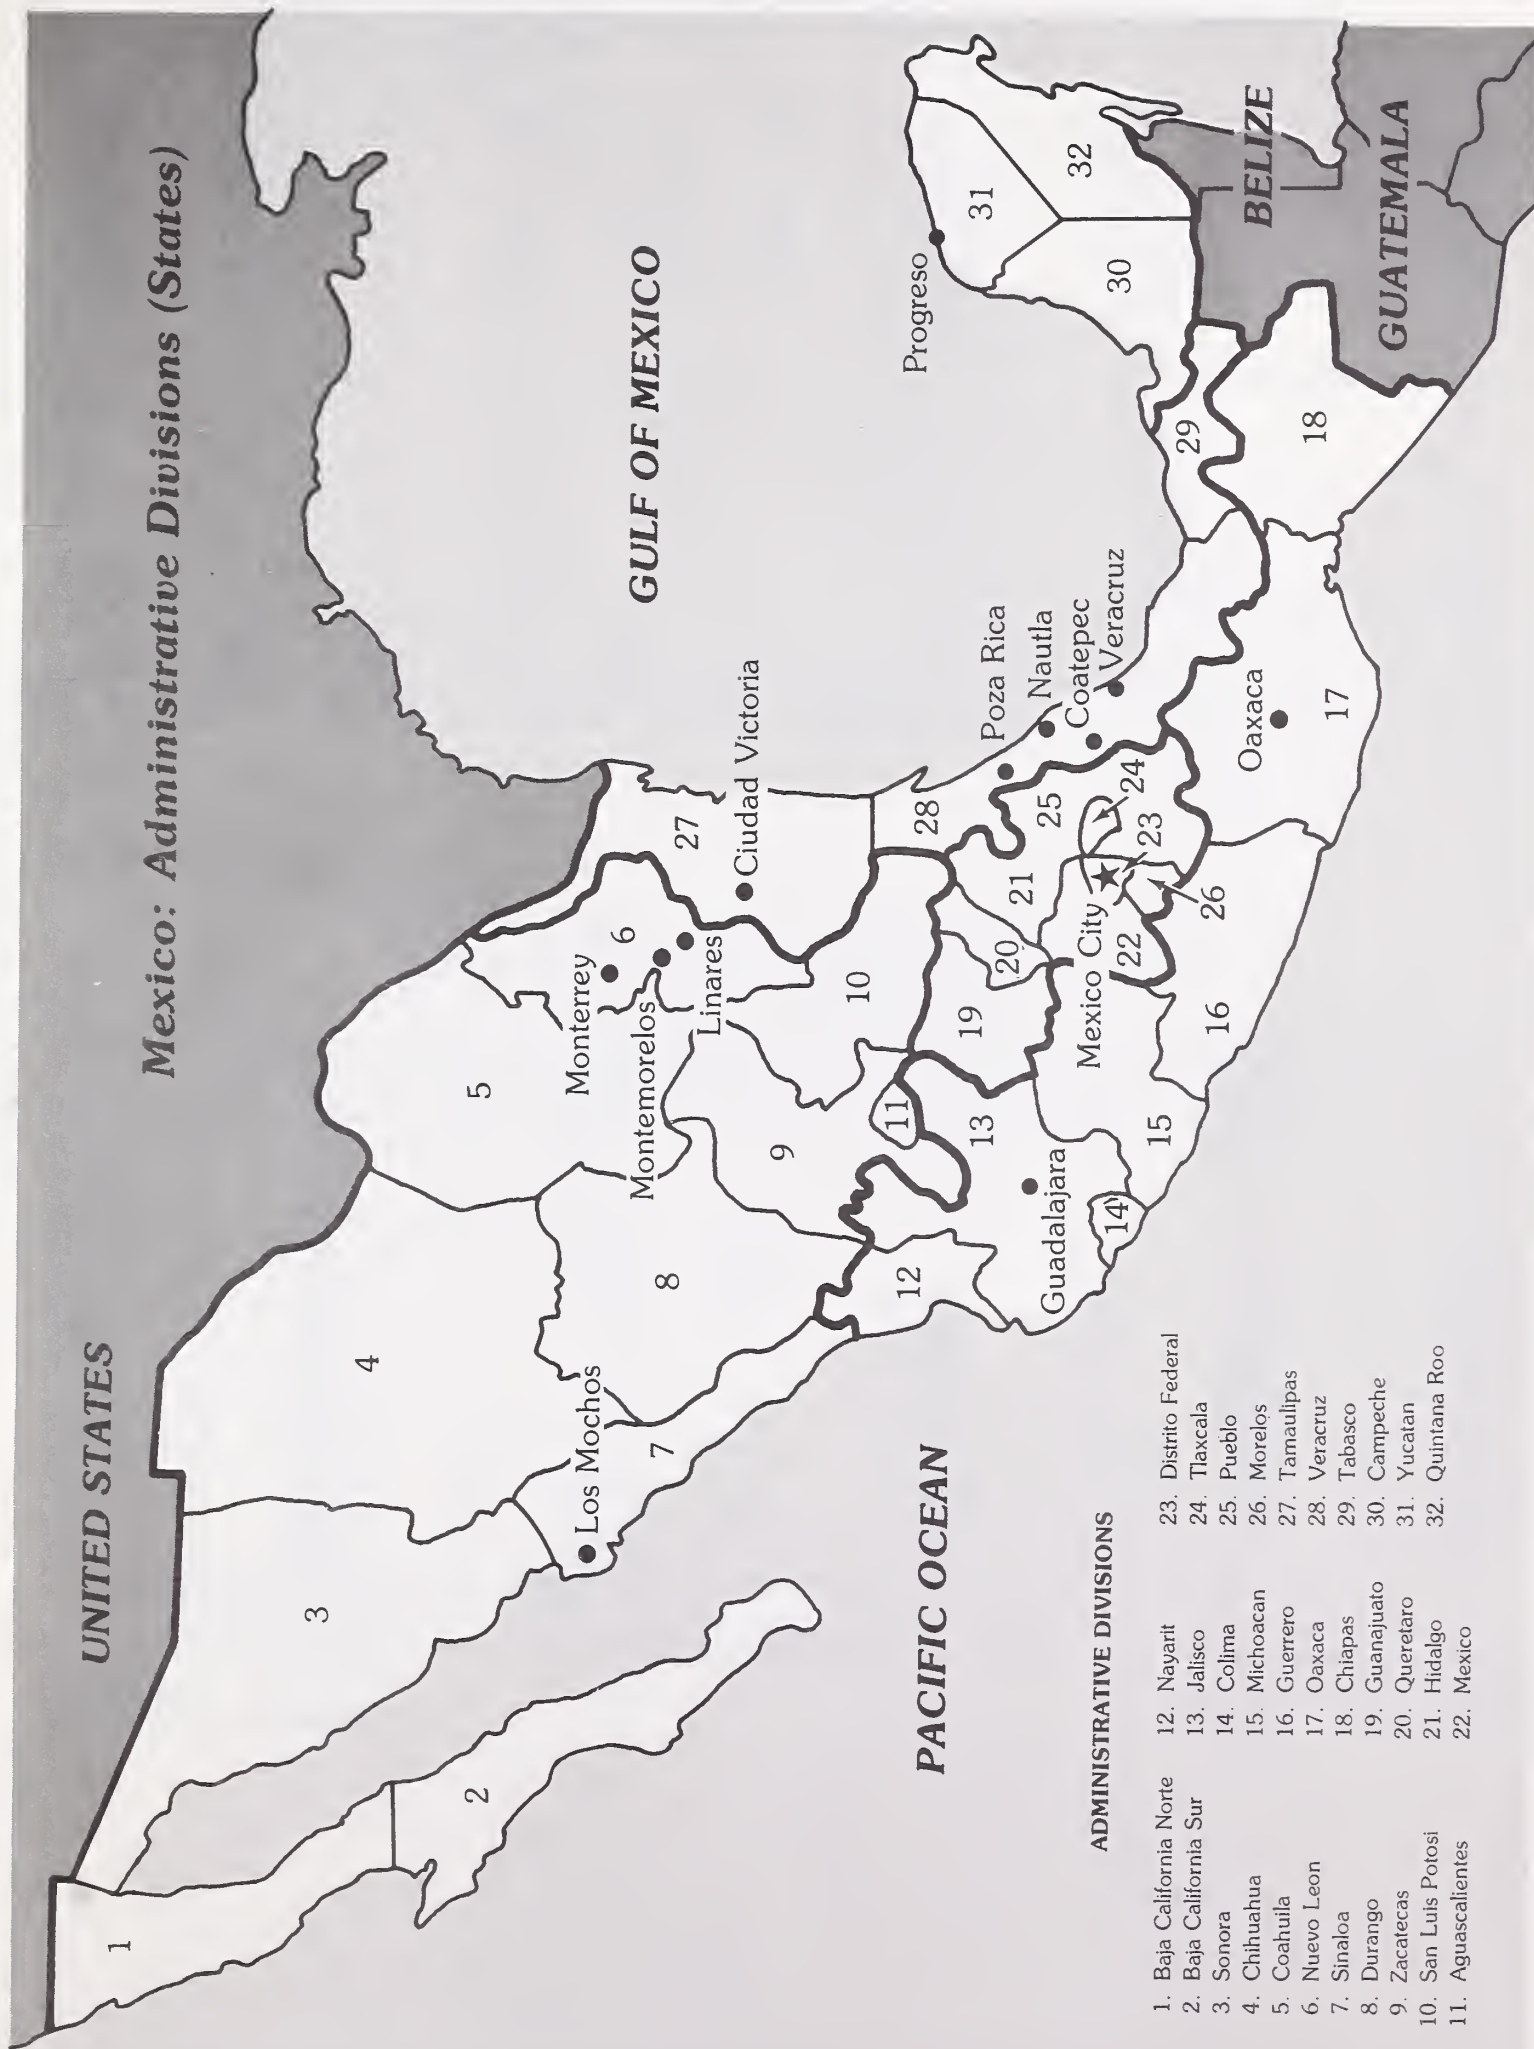 Mexico: Administrative Divisions (States)
UNITED STATES
GULF OF MEXICO
PACIFIC OCEAN
BELIZE
GUATEMALA
1
2
3
4
5
6
7
8
9
10
11
12
13
14
15
16
17
18
19
20
21
22
23
24
25
26
27
28
29
30
31
32
Los Mochos
Monterrey
Montemorelos
Linares
Ciudad Victoria
Guadalajara
Mexico City
Poza Rica
Nautla
Coatepec
Veracruz
Oaxaca
Progreso
ADMINISTRATIVE DIVISIONS
1. Baja California Norte
2. Baja California Sur
3. Sonora
4. Chihuahua
5. Coahuila
6. Nuevo Leon
7. Sinaloa
8. Durango
9. Zacatecas
10. San Luis Potosi
11. Aguascalientes
12. Nayarit
13. Jalisco
14. Colima
15. Michoacan
16. Guerrero
17. Oaxaca
18. Chiapas
19. Guanajuato
20. Queretaro
21. Hidalgo
22. Mexico
23. Distrito Federal
24. Tlaxcala
25. Pueblo
26. Morelos
27. Tamaulipas
28. Veracruz
29. Tabasco
30. Campeche
31. Yucatan
32. Quintana Roo